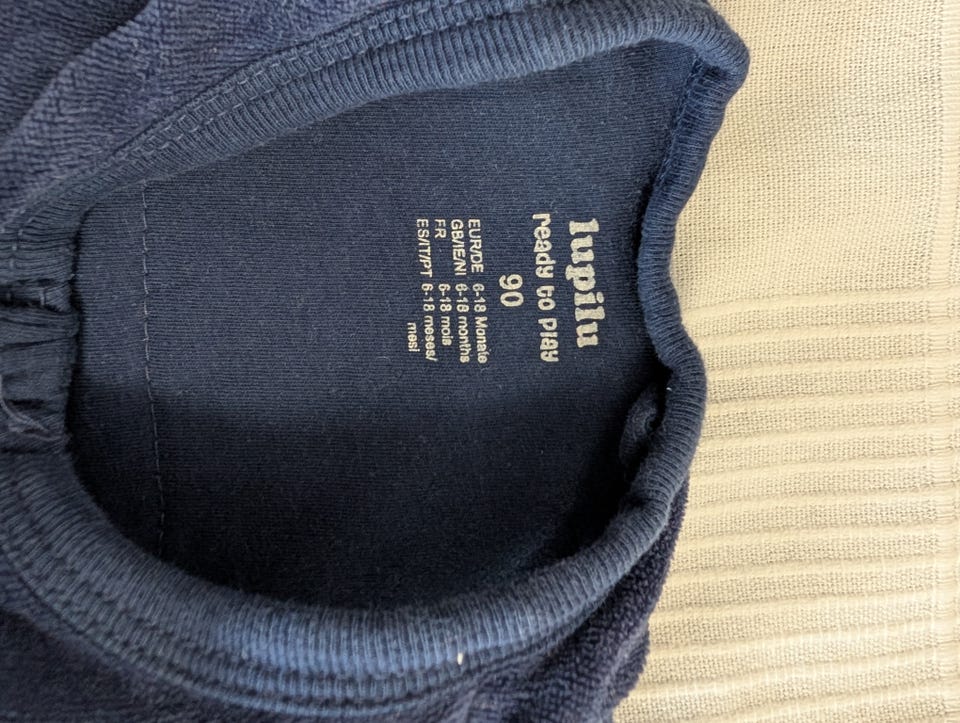 lupilu
ready to play
90
EUR/DE 6-18 Monate
GB/IE/NI 6-18 months
FR 6-18 mois
ES/IT/PT 6-18 meses/
mesi